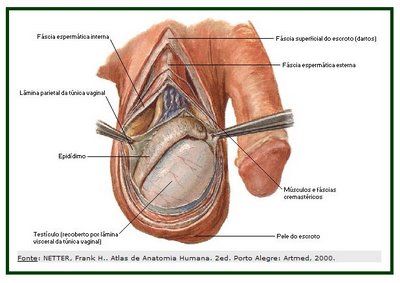 Fáscia espermática interna
Fáscia superficial do escroto (dartos)
Fáscia espermática externa
Lâmina parietal da túnica vaginal
Epidídimo
Músculos e fáscias
cremastéricos
Testículo (recoberto por lâmina
visceral da túnica vaginal)
Pele do escroto
Fonte: NETTER, Frank H.. Atlas de Anatomia Humana. 2ed. Porto Alegre: Artmed, 2000.